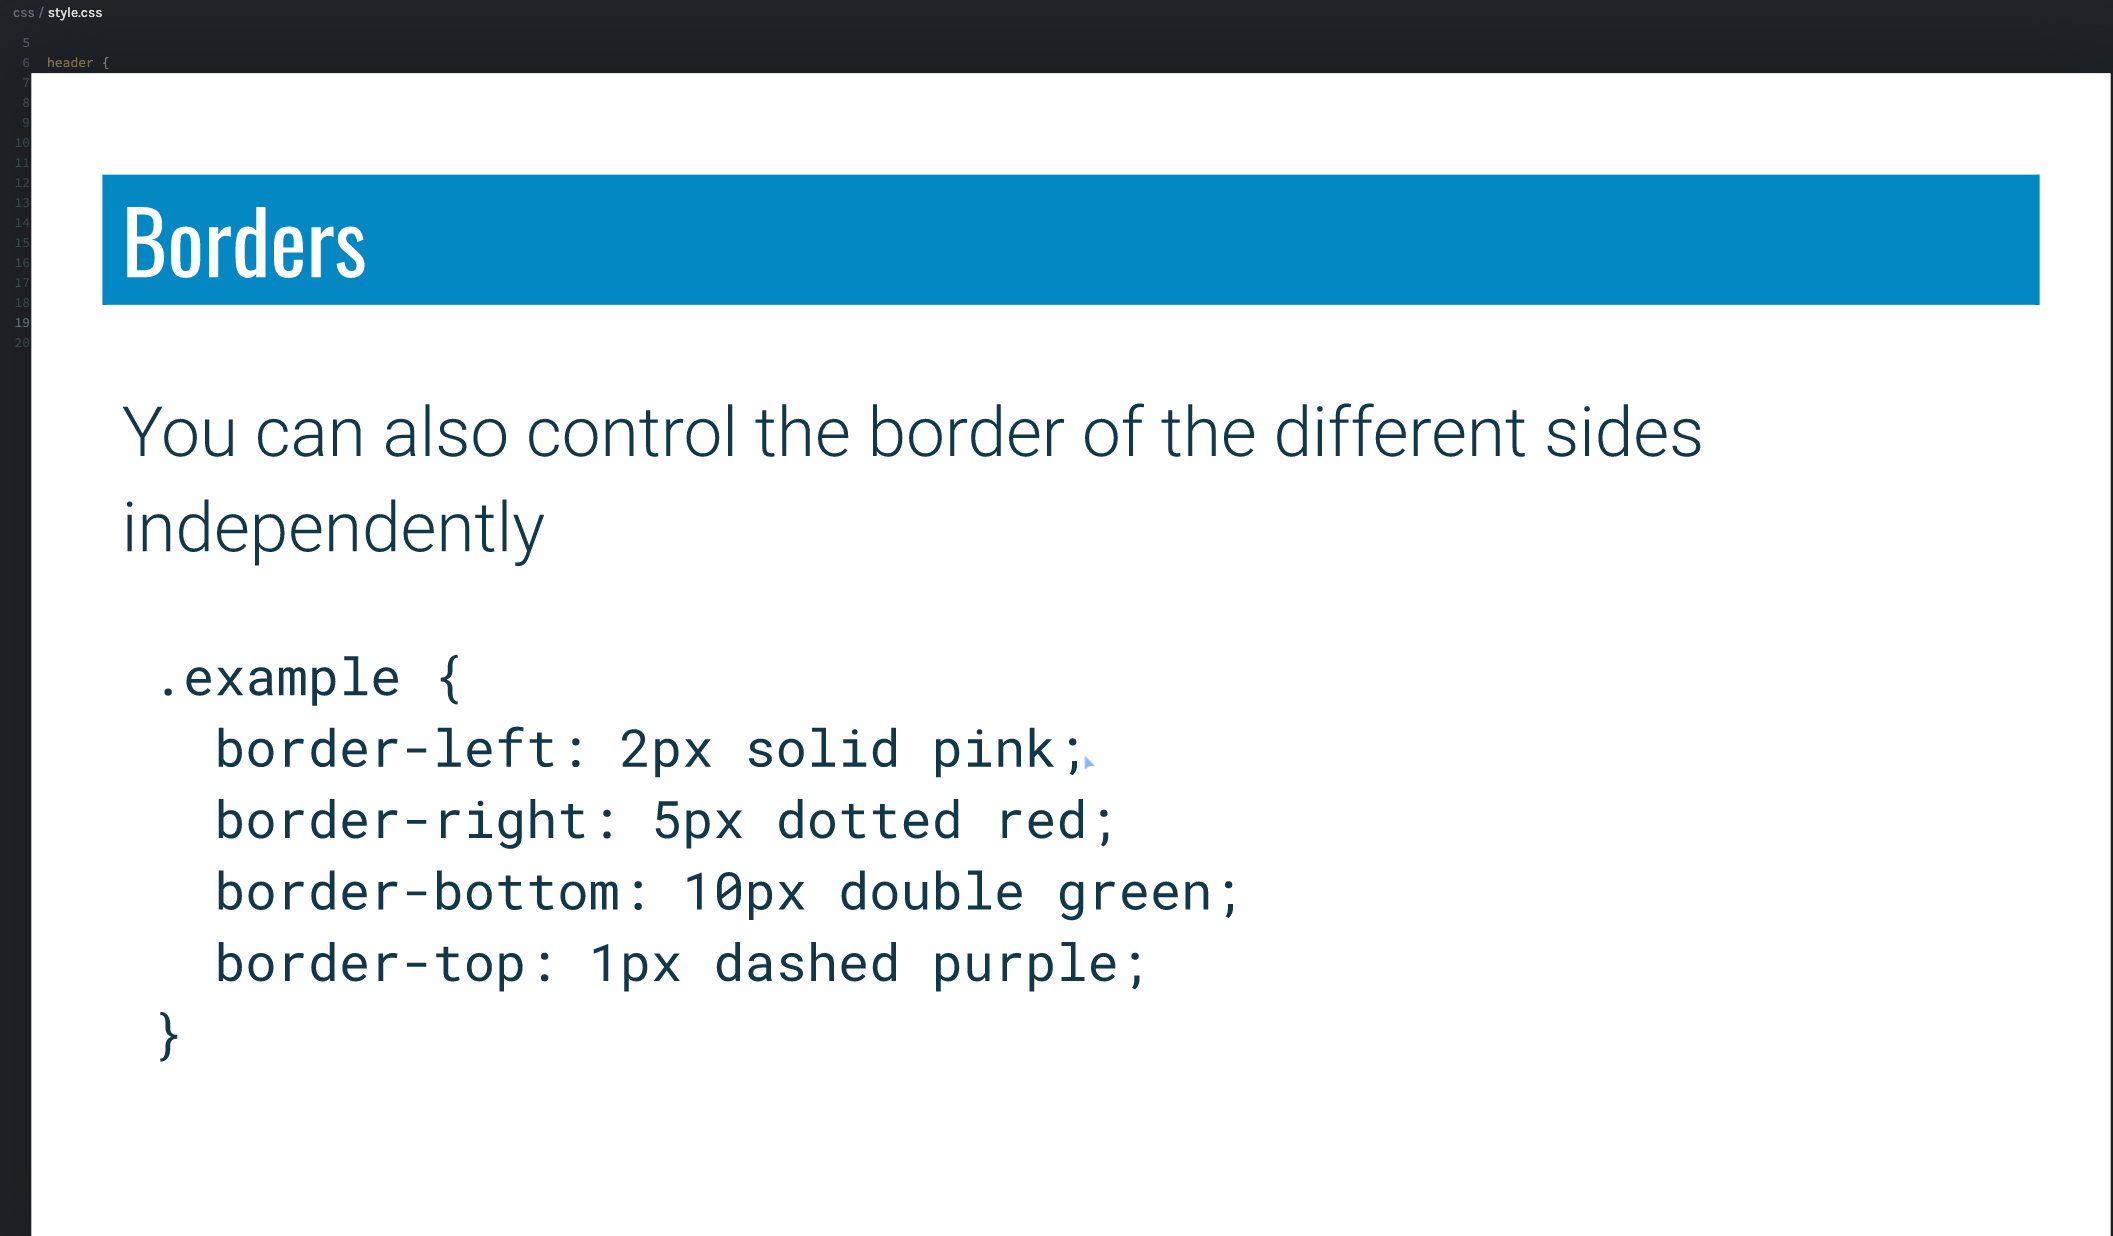 css / style.css
5
6 header {
7
8
9
10
11
12
13
14
15
16
17
18
19
20
Borders
You can also control the border of the different sides
independently
.example {
border-left: 2px solid pink;
border-right: 5px dotted red;
border-bottom: 10px double green;
border-top: 1px dashed purple;
}